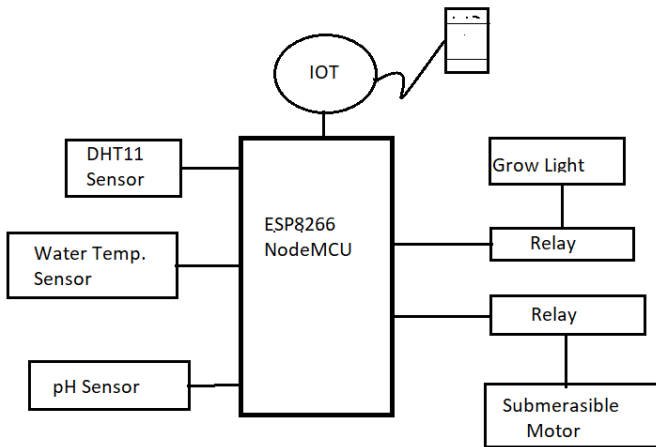 IOT
DHT11
Sensor
Grow Light
ESP8266
NodeMCU
Water Temp.
Sensor
Relay
Relay
pH Sensor
Submerasible
Motor